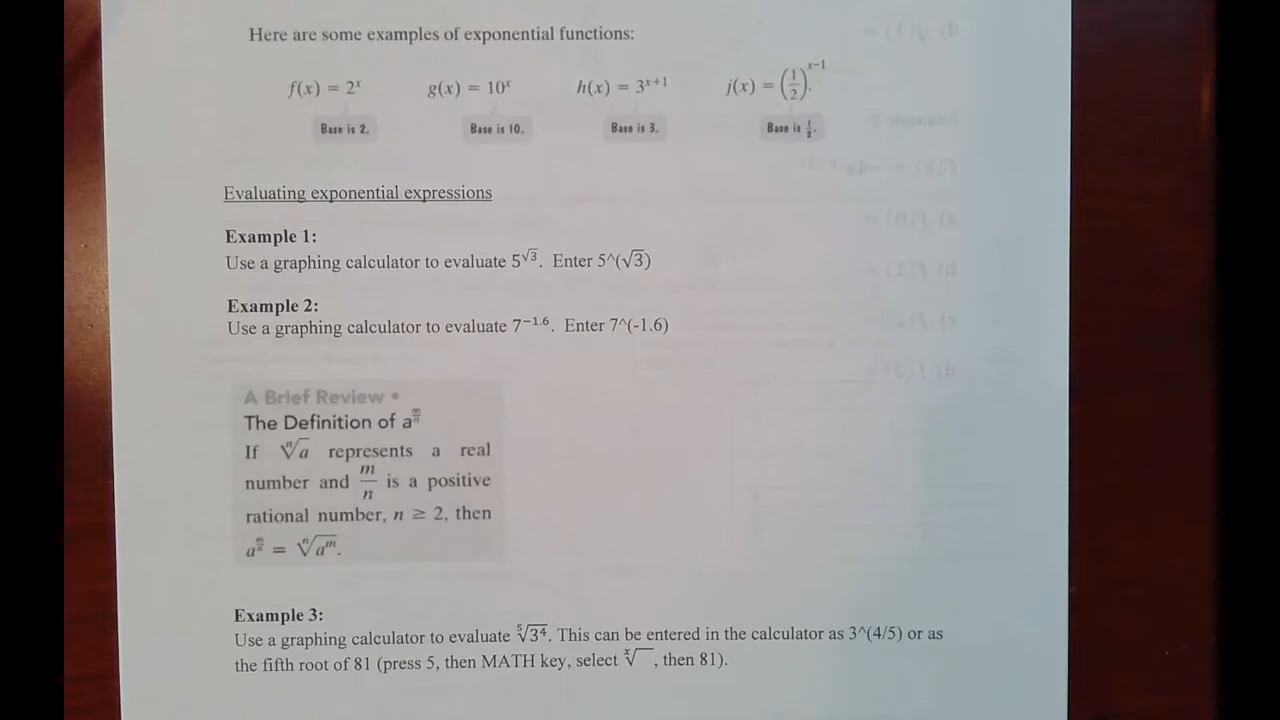 Here are some examples of exponential functions:
f(x) = 2^x g(x) = 10^x h(x) = 3^{x+1} j(x) = (1/2)^{x−1}.
Base is 2. Base is 10. Base is 3. Base is 1/2.
Evaluating exponential expressions
Example 1:
Use a graphing calculator to evaluate 5^{√3}. Enter 5^(√3)
Example 2:
Use a graphing calculator to evaluate 7^{−1.6}. Enter 7^(-1.6)
A Brief Review •
The Definition of a^{m/n}
If ⁿ√a represents a real
number and m/n is a positive
rational number, n ≥ 2, then
a^{m/n} = ⁿ√a^m.
Example 3:
Use a graphing calculator to evaluate ⁵√3⁴. This can be entered in the calculator as 3^(4/5) or as
the fifth root of 81 (press 5, then MATH key, select ˣ√ , then 81).